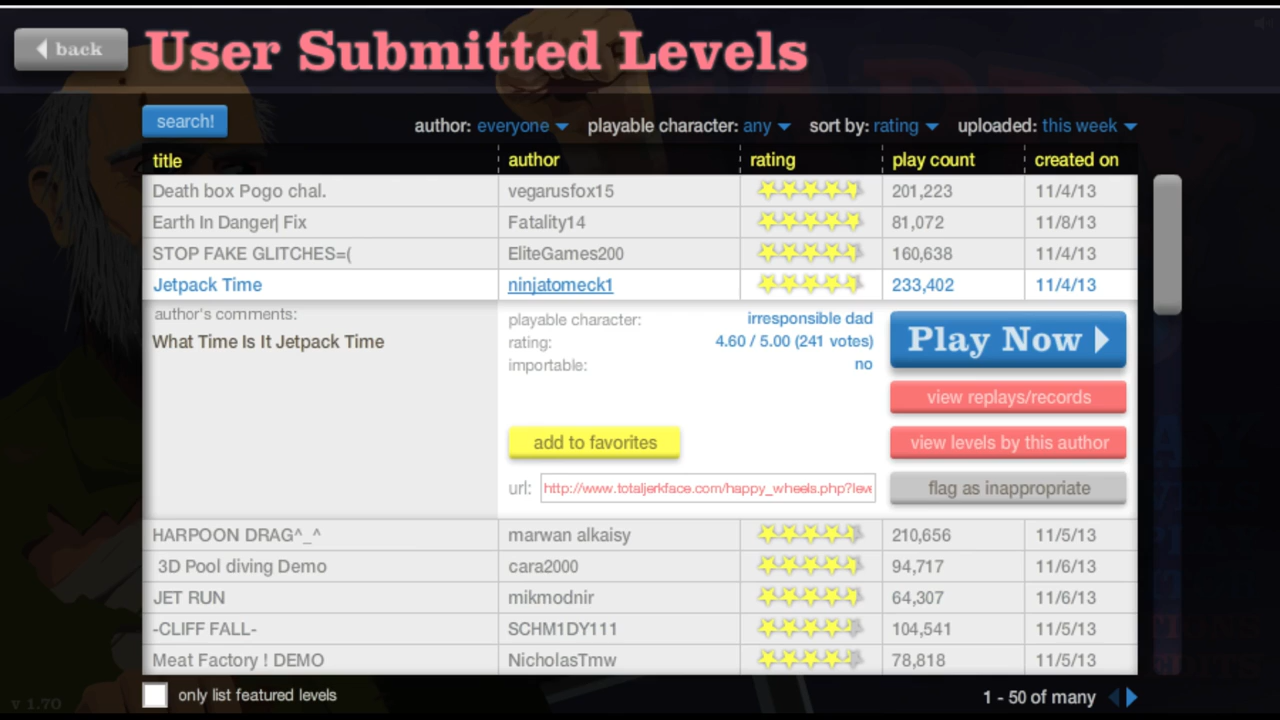 back
User Submitted Levels
search!
author: everyone playable character: any sort by: rating uploaded: this week
title author rating play count created on
Death box Pogo chal. vegarusfox15 201,223 11/4/13
Earth In Danger| Fix Fatality14 81,072 11/8/13
STOP FAKE GLITCHES=( EliteGames200 160,638 11/4/13
Jetpack Time ninjatomeck1 233,402 11/4/13
author's comments:
What Time Is It Jetpack Time
playable character: irresponsible dad
rating: 4.60 / 5.00 (241 votes)
importable: no
Play Now
view replays/records
add to favorites
view levels by this author
url: http://www.totaljerkface.com/happy_wheels.php?leve
flag as inappropriate
HARPOON DRAG^_^ marwan alkaisy 210,656 11/5/13
3D Pool diving Demo cara2000 94,717 11/6/13
JET RUN mikmodnir 64,307 11/6/13
-CLIFF FALL- SCHM1DY111 104,541 11/5/13
Meat Factory ! DEMO NicholasTmw 78,818 11/5/13
only list featured levels
1 - 50 of many
v 1.70